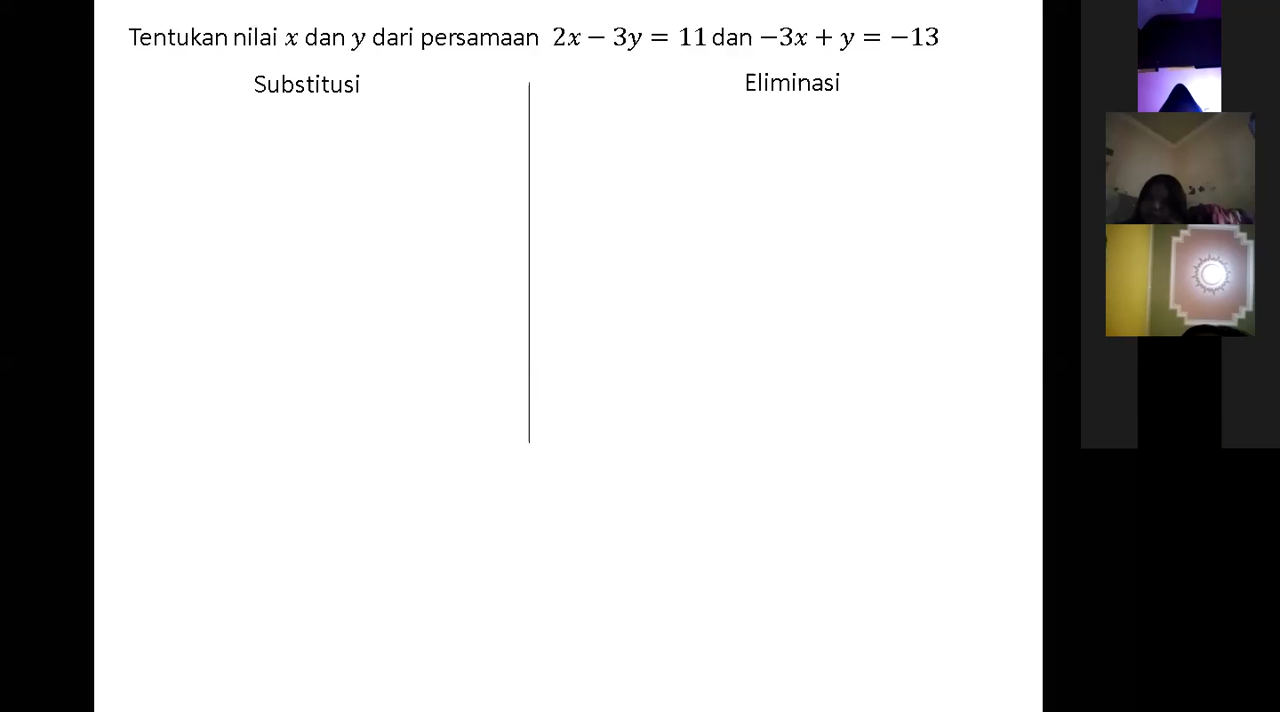 Tentukan nilai x dan y dari persamaan 2x − 3y = 11 dan −3x + y = −13
Substitusi
Eliminasi